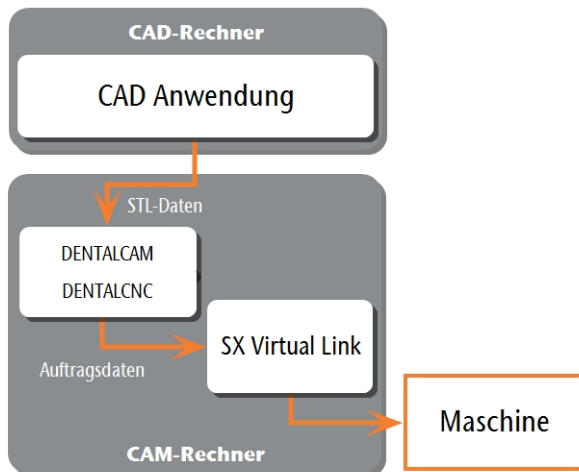 CAD-Rechner
CAD Anwendung
STL-Daten
DENTALCAM
DENTALCNC
SX Virtual Link
Auftragsdaten
Maschine
CAM-Rechner